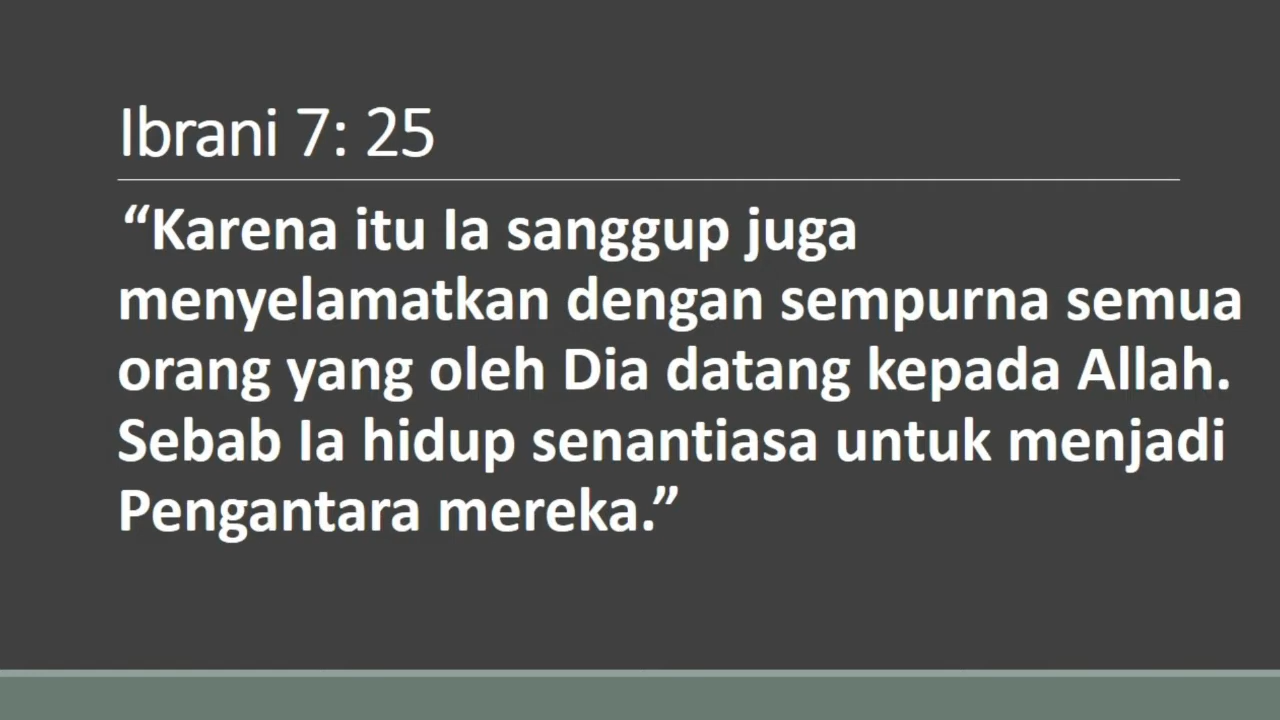 Ibrani 7: 25
“Karena itu Ia sanggup juga
menyelamatkan dengan sempurna semua
orang yang oleh Dia datang kepada Allah.
Sebab Ia hidup senantiasa untuk menjadi
Pengantara mereka.”